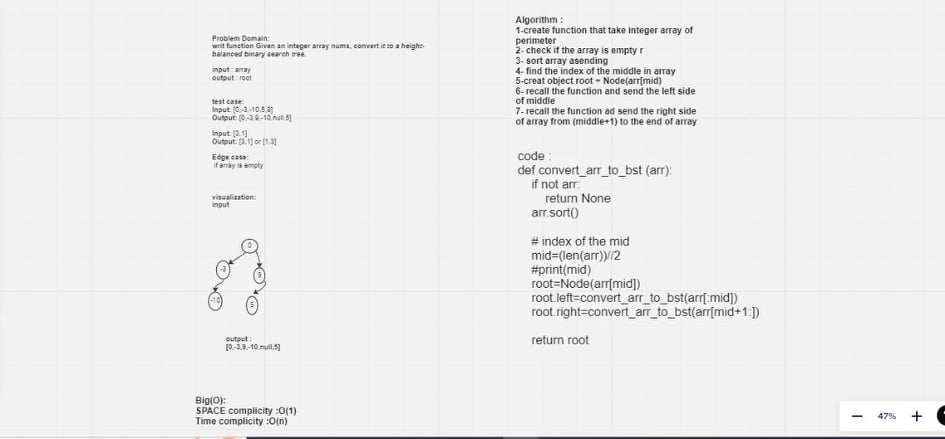 Problem Domain:
writ function Given an integer array nums, convert it to a height-
balanced binary search tree.
input : array
output : root
test case:
Input: [0,-3,-10,5,9]
Output: [0,-3,9,-10,null,5]
Input: [3,1]
Output: [3,1] or [1,3]
Edge case:
if array is empty
visualization:
input
0
-3
9
-10
5
output :
[0,-3,9,-10,null,5]
Big(O):
SPACE complicity :O(1)
Time complicity :O(n)
Algorithm :
1-create function that take integer array of
perimeter
2- check if the array is empty r
3- sort array asending
4- find the index of the middle in array
5-creat object root = Node(arr[mid)
6- recall the function and send the left side
of middle
7- recall the function ad send the right side
of array from (middle+1) to the end of array
code :
def convert_arr_to_bst (arr):
if not arr:
return None
arr.sort()
# index of the mid
mid=(len(arr))//2
#print(mid)
root=Node(arr[mid])
root.left=convert_arr_to_bst(arr[:mid])
root.right=convert_arr_to_bst(arr[mid+1:])
return root
47%